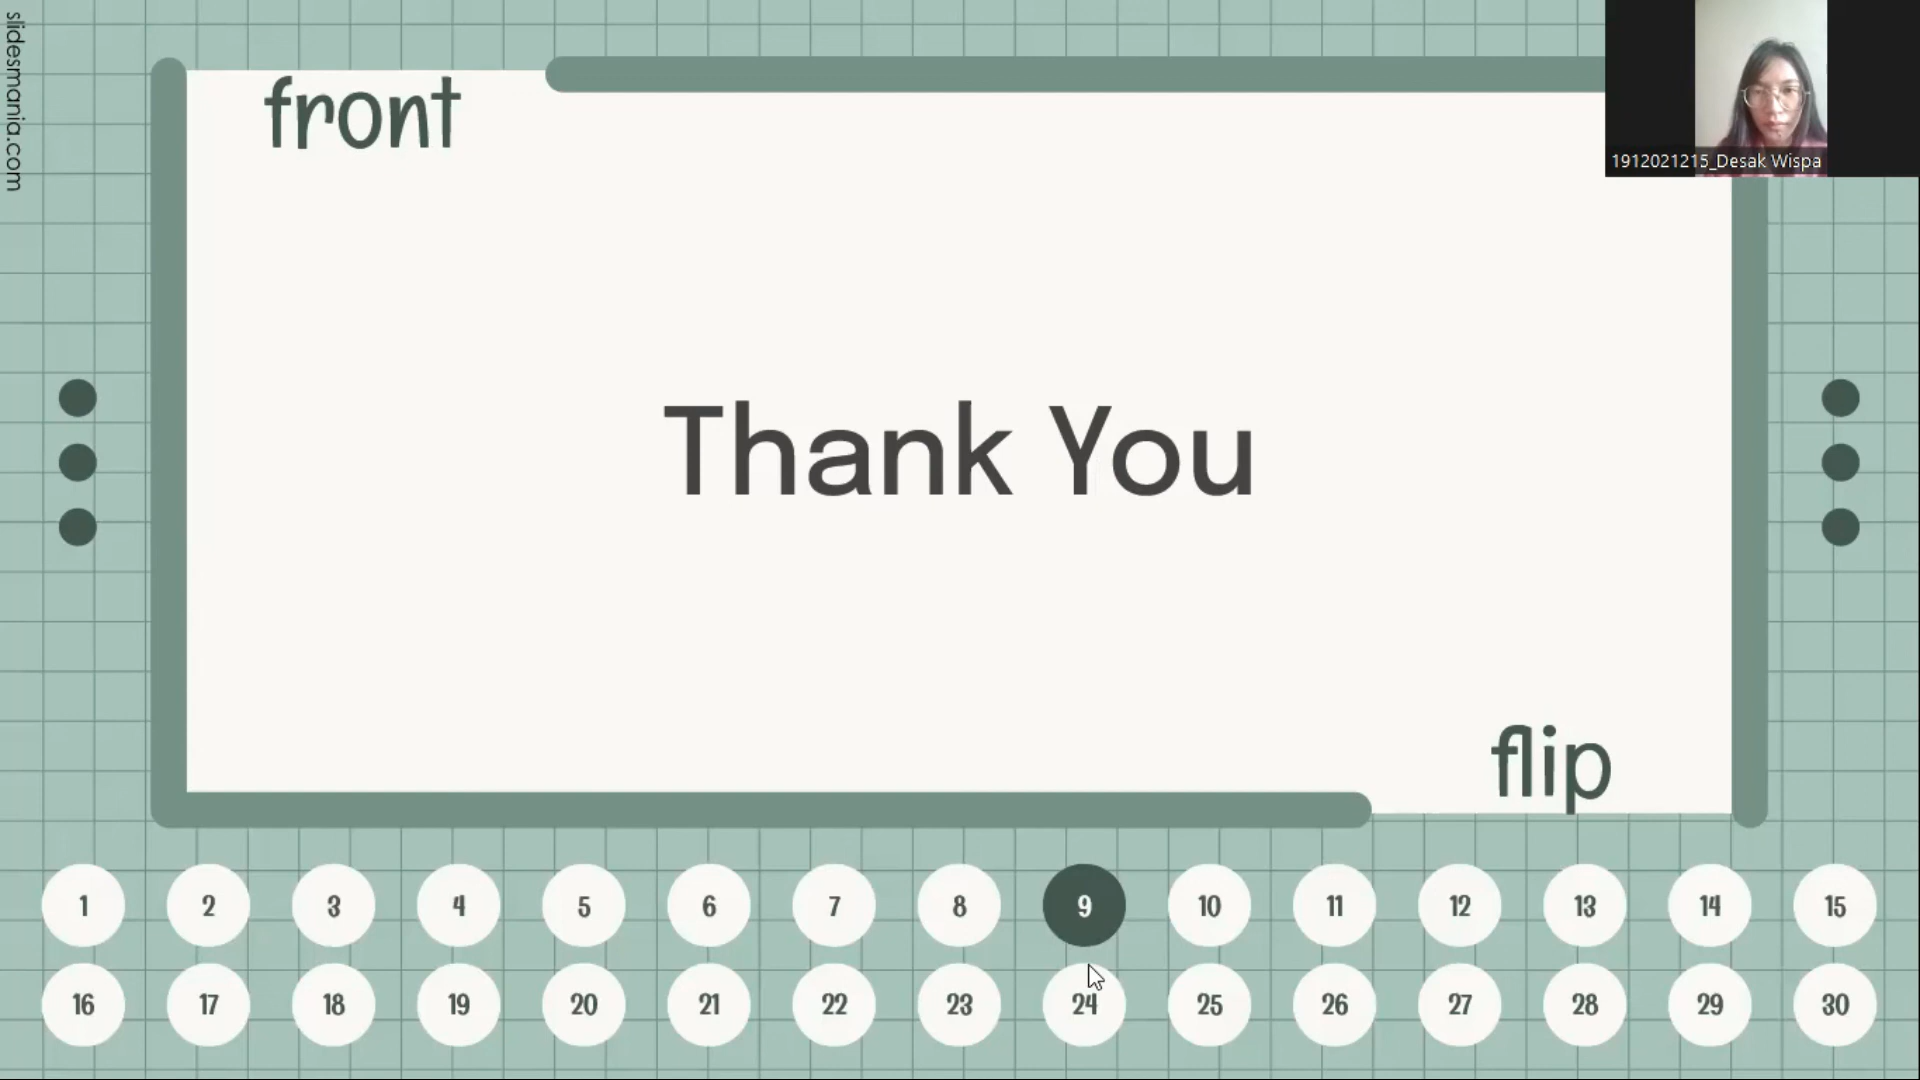 slidesmania.com
front
1912021215_Desak Wispa
Thank You
flip
1 2 3 4 5 6 7 8 9 10 11 12 13 14 15
16 17 18 19 20 21 22 23 24 25 26 27 28 29 30